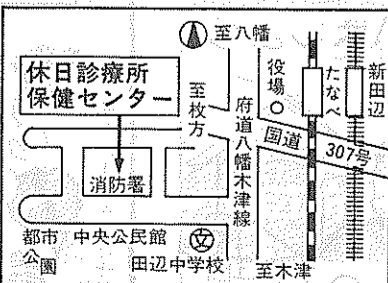 至八幡
休日診療所
保健センター
至枚方
役場
たなべ
新田辺
府道八幡木津線
国道 307号
消防署
都市公園
中央公民館
文
田辺中学校
至木津